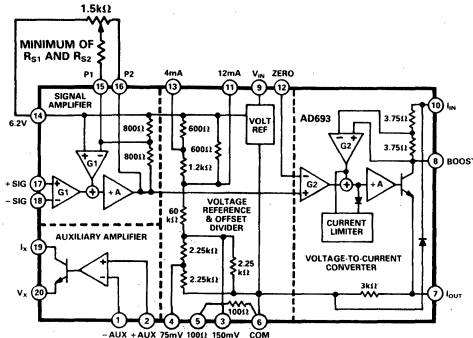 1.5kΩ
MINIMUM OF
RS1 AND RS2
P1 P2 4mA 12mA VIN ZERO
15 16 13 11 9 12
SIGNAL
AMPLIFIER
14
6.2V
800Ω
800Ω
600Ω
600Ω
1.2kΩ
VOLT
REF
AD693
3.75Ω
3.75Ω
10 IIN
8 BOOST
+ SIG 17
− SIG 18
G1
G1
+A
G2
G2
+A
CURRENT
LIMITER
60
kΩ
VOLTAGE
REFERENCE
& OFFSET
DIVIDER
VOLTAGE-TO-CURRENT
CONVERTER
AUXILIARY AMPLIFIER
IX 19
VX 20
2.25kΩ
2.25kΩ
2.25
kΩ
100Ω
3kΩ
7 IOUT
1 2 4 5 3 6
− AUX + AUX 75mV 100Ω 150mV COM